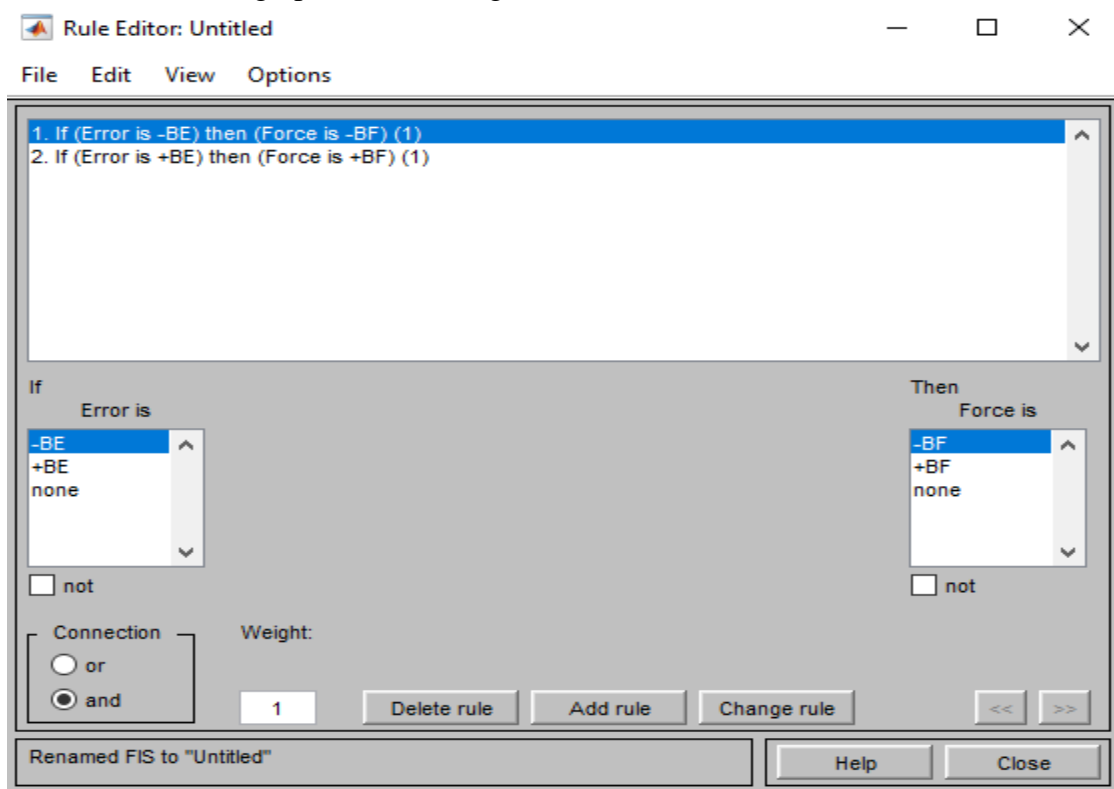 Rule Editor: Untitled
File Edit View Options
1. If (Error is -BE) then (Force is -BF) (1)
2. If (Error is +BE) then (Force is +BF) (1)
If
Error is
-BE
+BE
none
not
Then
Force is
-BF
+BF
none
not
Connection
or
and
Weight:
1
Delete rule
Add rule
Change rule
<<
>>
Renamed FIS to "Untitled"
Help
Close